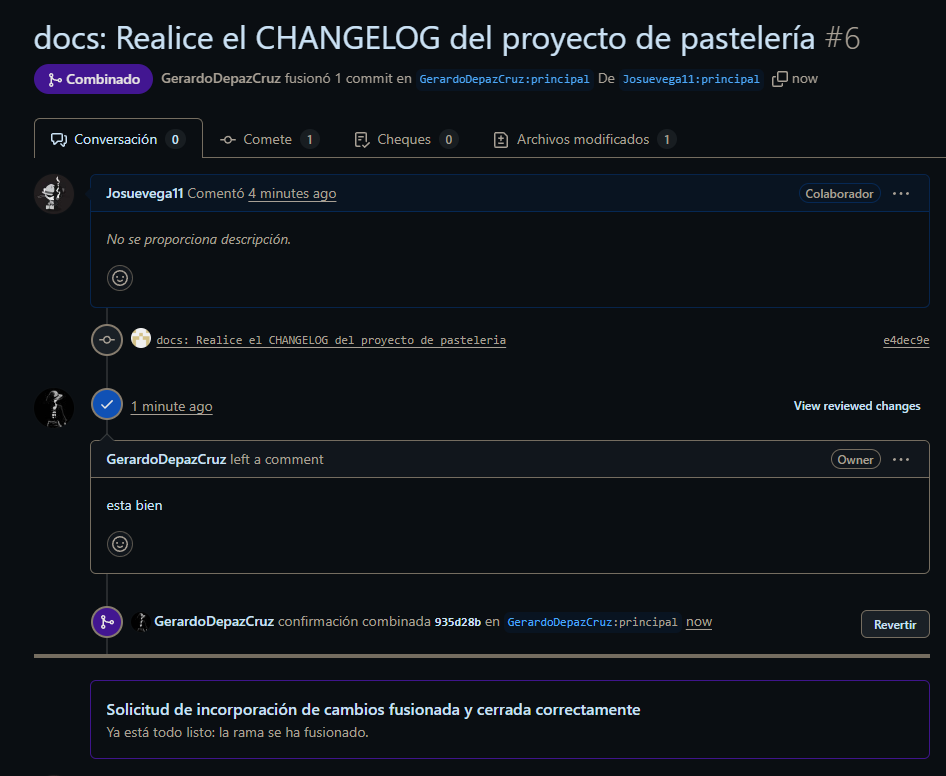 docs: Realice el CHANGELOG del proyecto de pastelería #6
Combinado GerardoDepazCruz fusionó 1 commit en GerardoDepazCruz:principal De Josuevega11:principal now
Conversación 0 Comete 1 Cheques 0 Archivos modificados 1
Josuevega11 Comentó 4 minutes ago Colaborador ...
No se proporciona descripción.
docs: Realice el CHANGELOG del proyecto de pasteleria e4dec9e
1 minute ago View reviewed changes
GerardoDepazCruz left a comment Owner ...
esta bien
GerardoDepazCruz confirmación combinada 935d28b en GerardoDepazCruz:principal now Revertir
Solicitud de incorporación de cambios fusionada y cerrada correctamente
Ya está todo listo: la rama se ha fusionado.